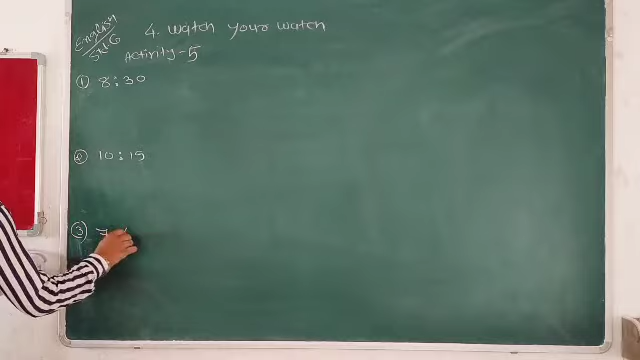 English
Std-6
4. Watch Your Watch
Activity-5
① 8:30
② 10:15
③ 7